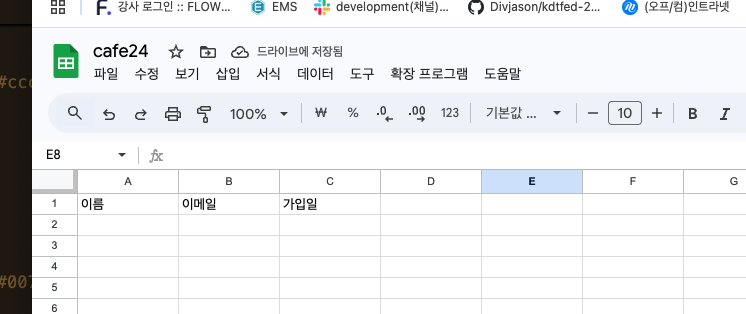 강사 로그인 :: FLOW... EMS development(채널)... Divjason/kdtfed-2... (오프/컴)인트라넷
cafe24 드라이브에 저장됨
파일 수정 보기 삽입 서식 데이터 도구 확장 프로그램 도움말
#ccc
100% ₩ % .0 .00 123 기본값 ... 10 B I
E8 fx
A B C D E F G
1 이름 이메일 가입일
2
3
4
#007
5
6